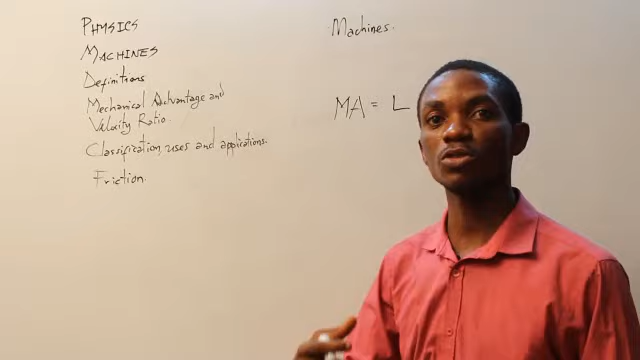 PHYSICS
MACHINES
Definitions
Mechanical Advantage and
Velocity Ratio.
Classification, uses and applications.
Friction.
Machines.
MA = L